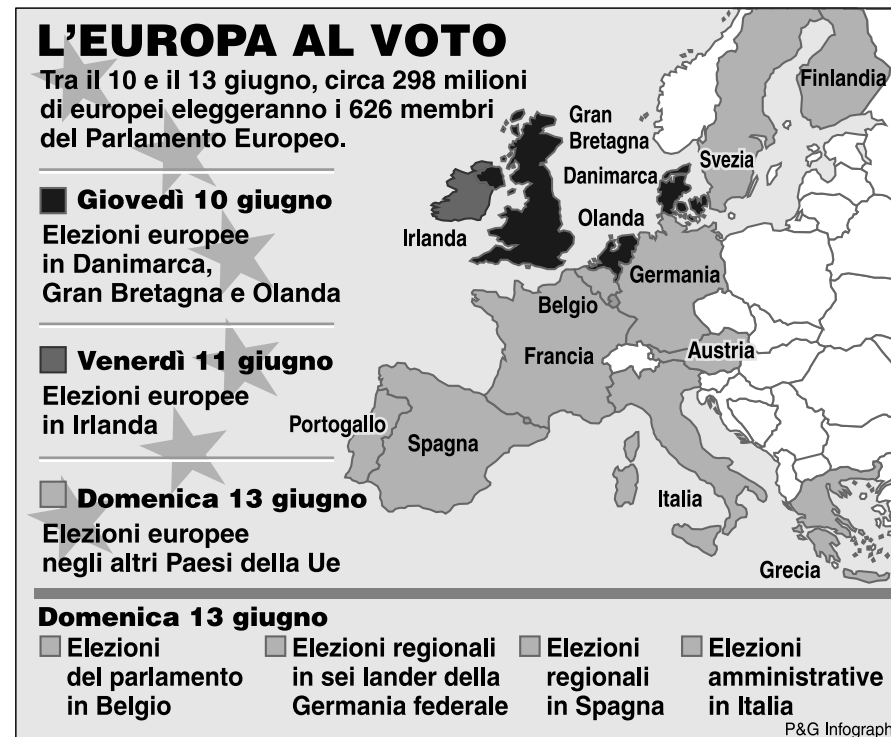 L'EUROPA AL VOTO
Tra il 10 e il 13 giugno, circa 298 milioni
di europei eleggeranno i 626 membri
del Parlamento Europeo.
Giovedì 10 giugno
Elezioni europee
in Danimarca,
Gran Bretagna e Olanda
Venerdì 11 giugno
Elezioni europee
in Irlanda
Domenica 13 giugno
Elezioni europee
negli altri Paesi della Ue
Finlandia
Gran
Bretagna
Svezia
Danimarca
Olanda
Irlanda
Germania
Belgio
Francia
Austria
Portogallo
Spagna
Italia
Grecia
Domenica 13 giugno
Elezioni
del parlamento
in Belgio
Elezioni regionali
in sei lander della
Germania federale
Elezioni
regionali
in Spagna
Elezioni
amministrative
in Italia
P&G Infograph